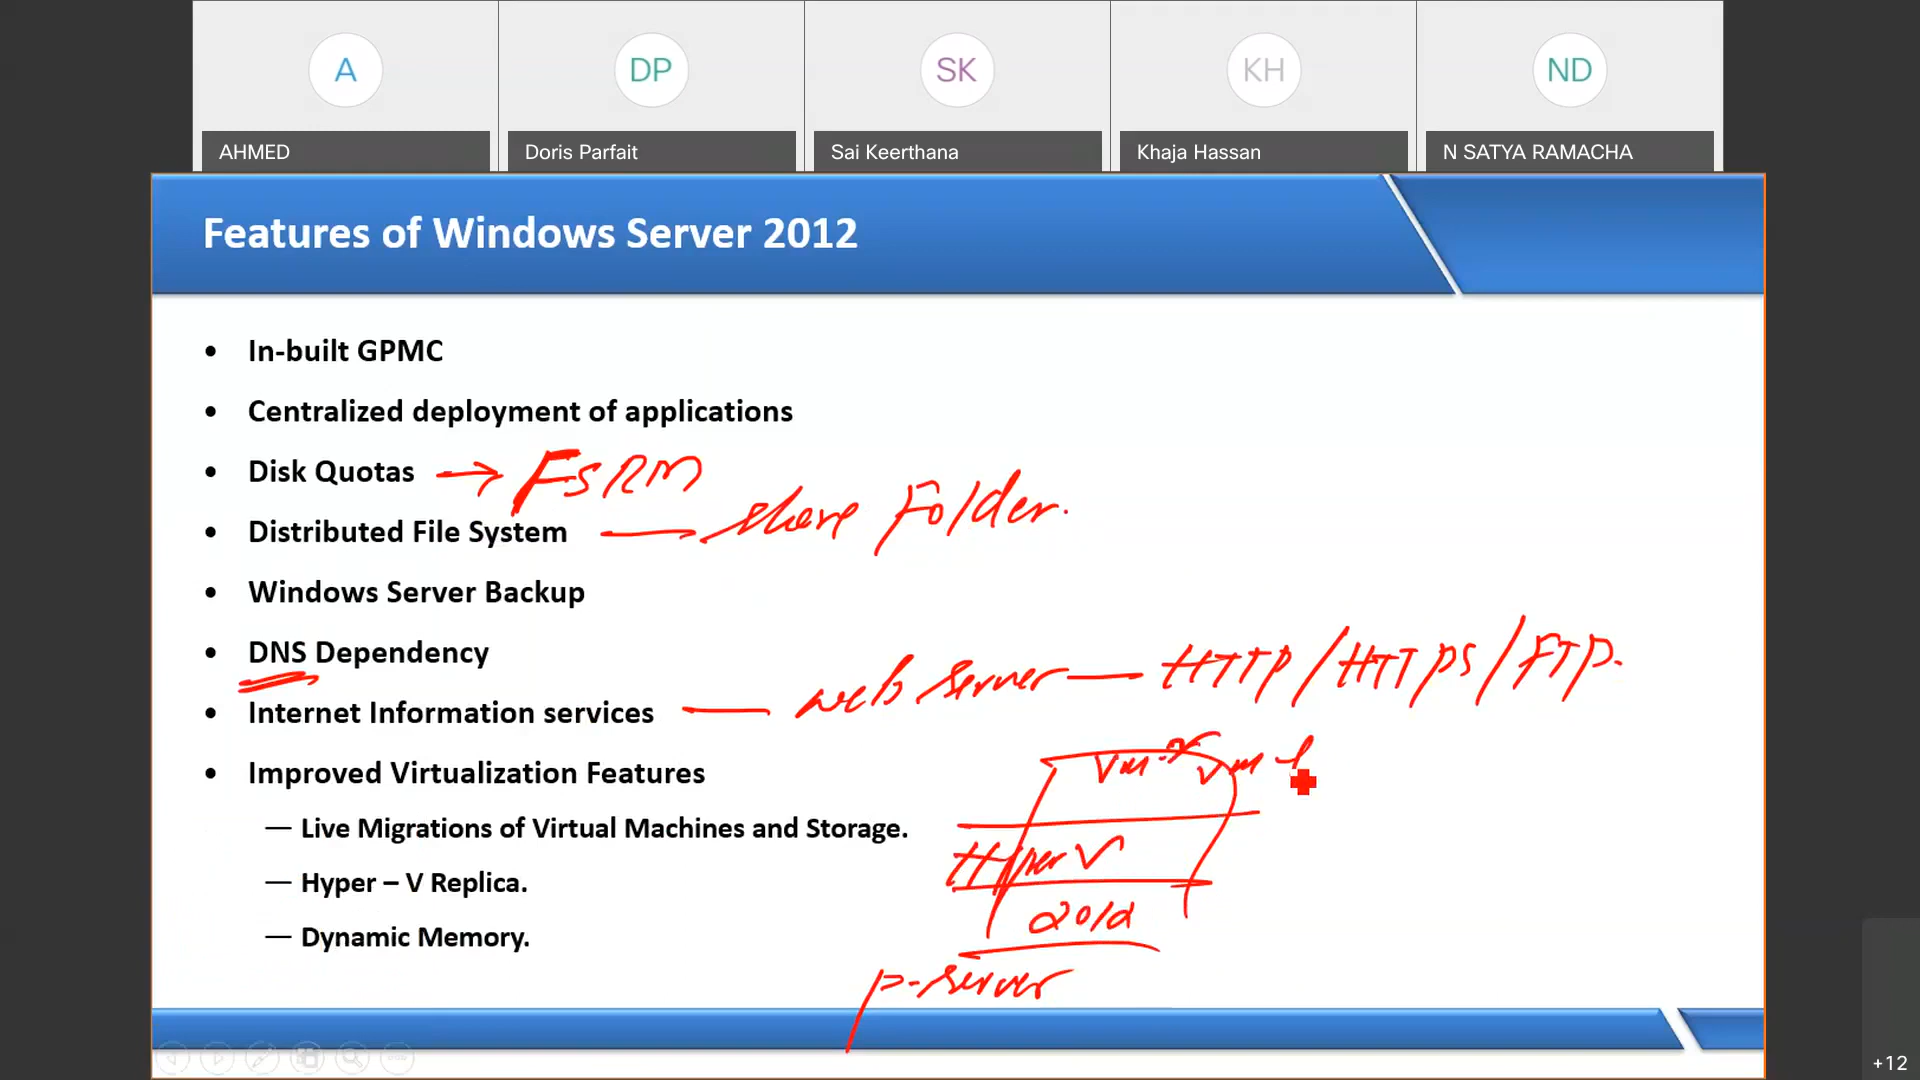 A DP SK KH ND
AHMED Doris Parfait Sai Keerthana Khaja Hassan N SATYA RAMACHA
Features of Windows Server 2012
• In-built GPMC
• Centralized deployment of applications
• Disk Quotas → FSRM
• Distributed File System — share Folder.
• Windows Server Backup
• DNS Dependency
web server — HTTP/HTTPS/FTP.
• Internet Information services —
• Improved Virtualization Features
Vm Vm
— Live Migrations of Virtual Machines and Storage.
Hyper V
— Hyper – V Replica.
2012
— Dynamic Memory.
P-server
+12